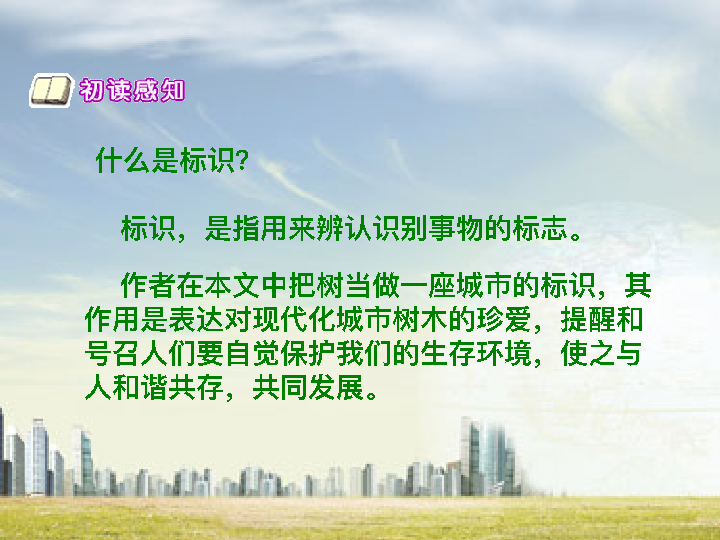 初读感知
什么是标识？
标识，是指用来辨认识别事物的标志。
作者在本文中把树当做一座城市的标识，其
作用是表达对现代化城市树木的珍爱，提醒和
号召人们要自觉保护我们的生存环境，使之与
人和谐共存，共同发展。